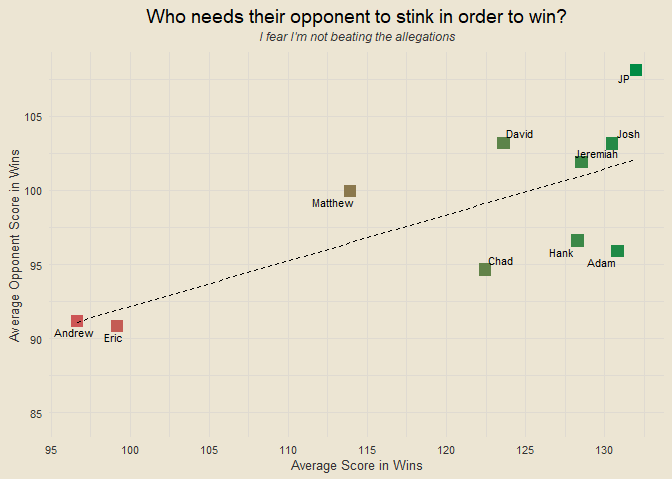 Who needs their opponent to stink in order to win?
I fear I'm not beating the allegations
Average Opponent Score in Wins
105
100
95
90
85
JP
David
Josh
Jeremiah
Matthew
Hank
Adam
Chad
Andrew
Eric
95 100 105 110 115 120 125 130
Average Score in Wins